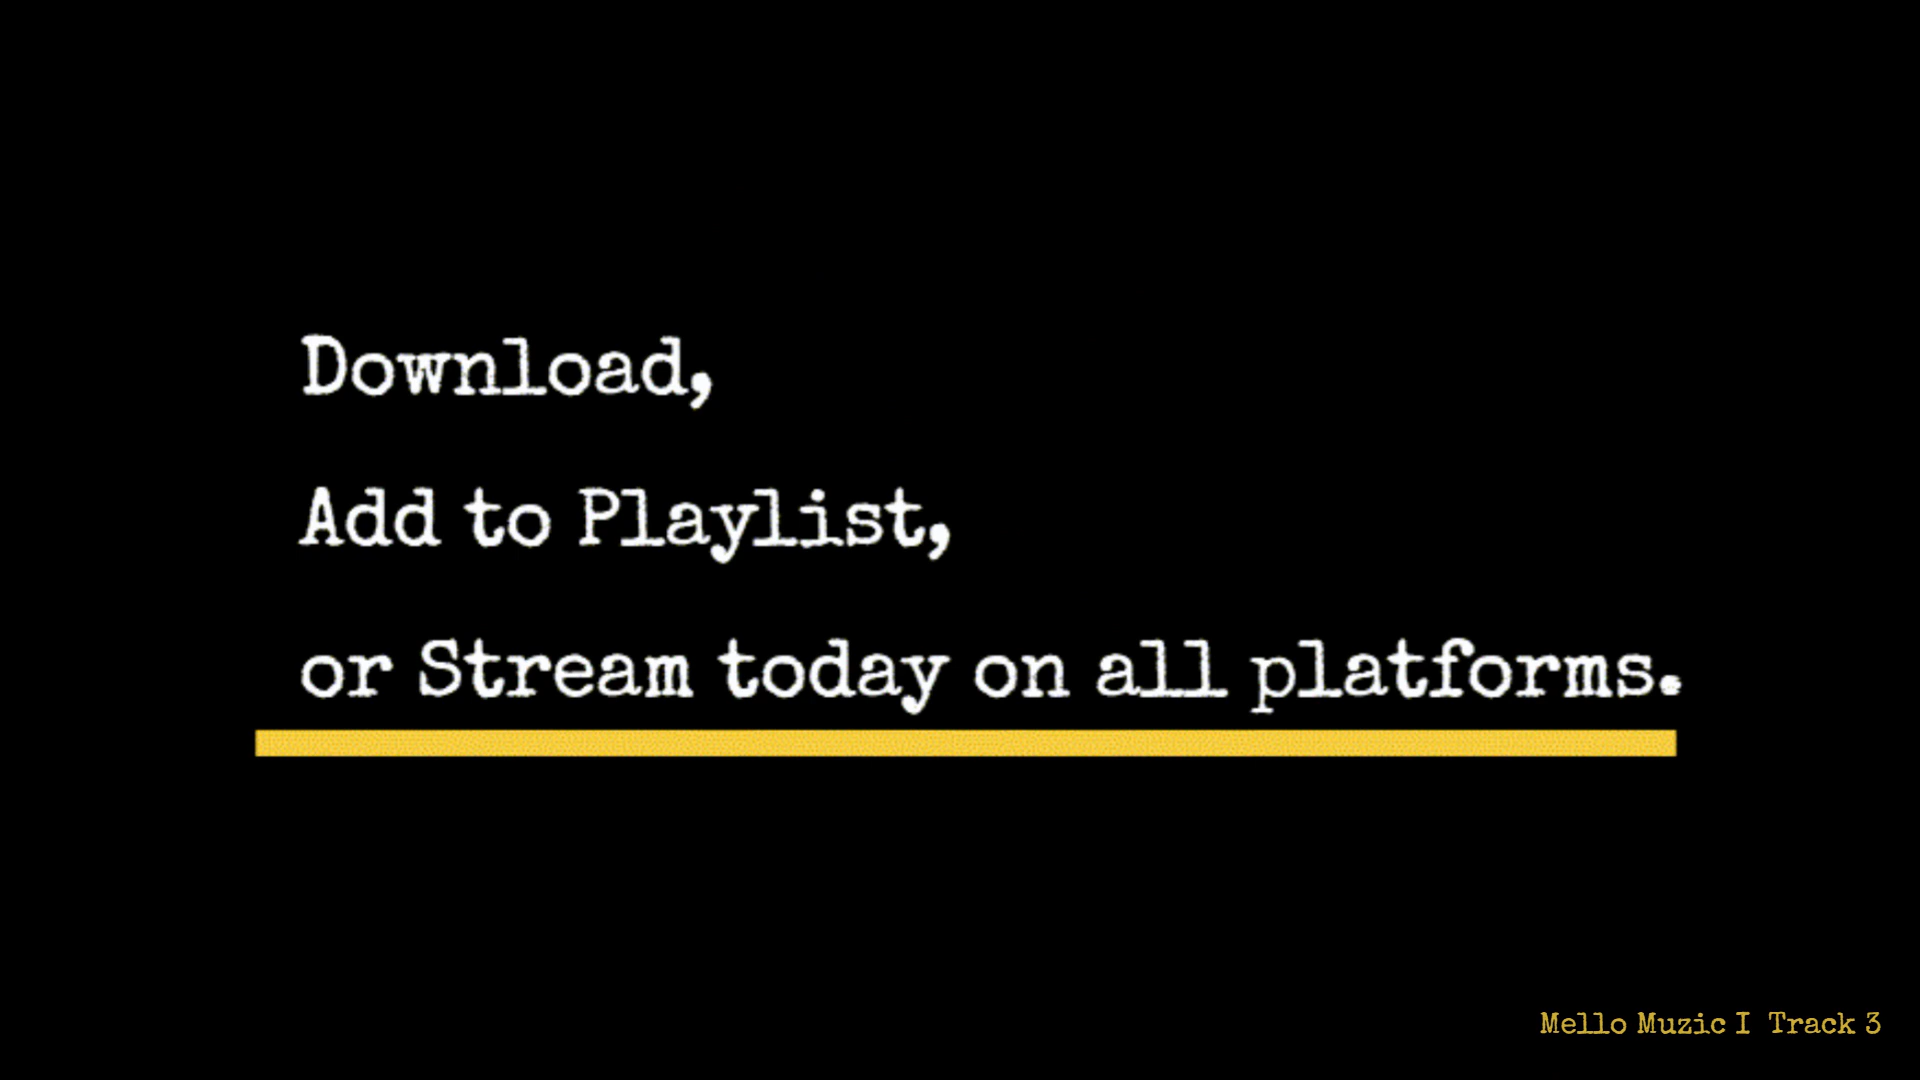 Download,
Add to Playlist,
or Stream today on all platforms.
Mello Muzic I Track 3